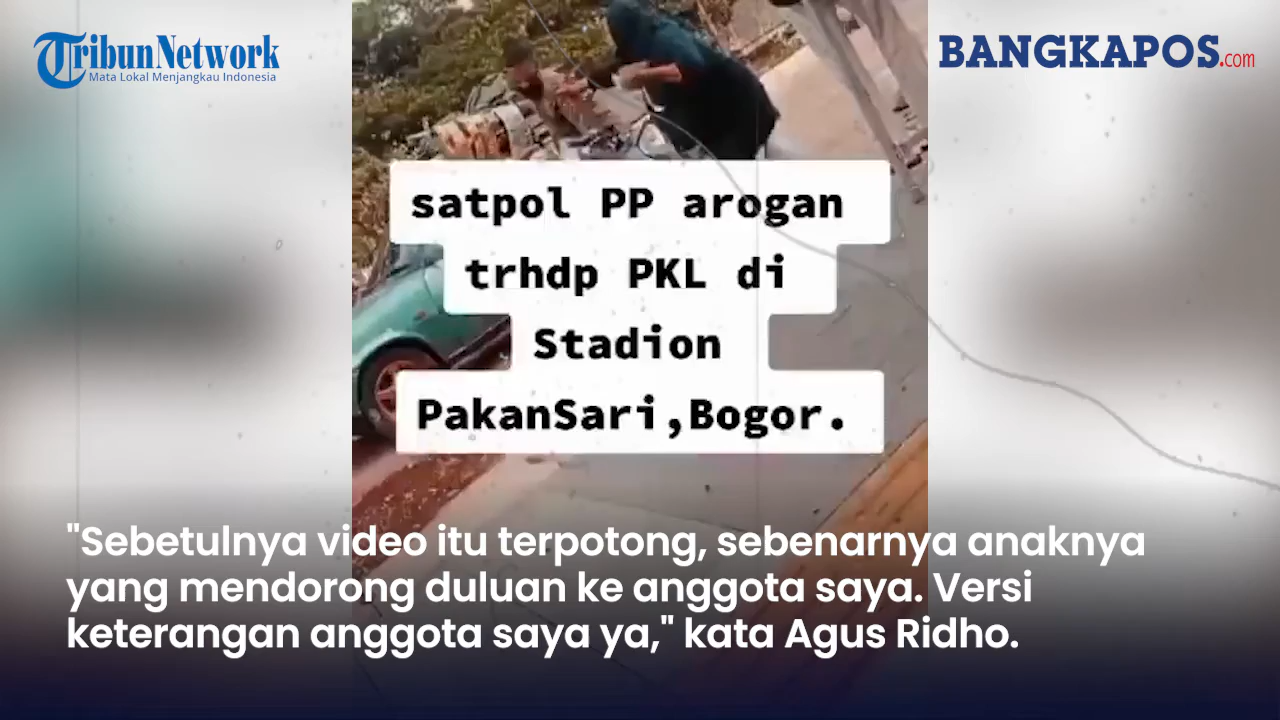 TribunNetwork
Mata Lokal Menjangkau Indonesia
BANGKAPOS.com
satpol PP arogan
trhdp PKL di
Stadion
PakanSari,Bogor.
"Sebetulnya video itu terpotong, sebenarnya anaknya
yang mendorong duluan ke anggota saya. Versi
keterangan anggota saya ya," kata Agus Ridho.